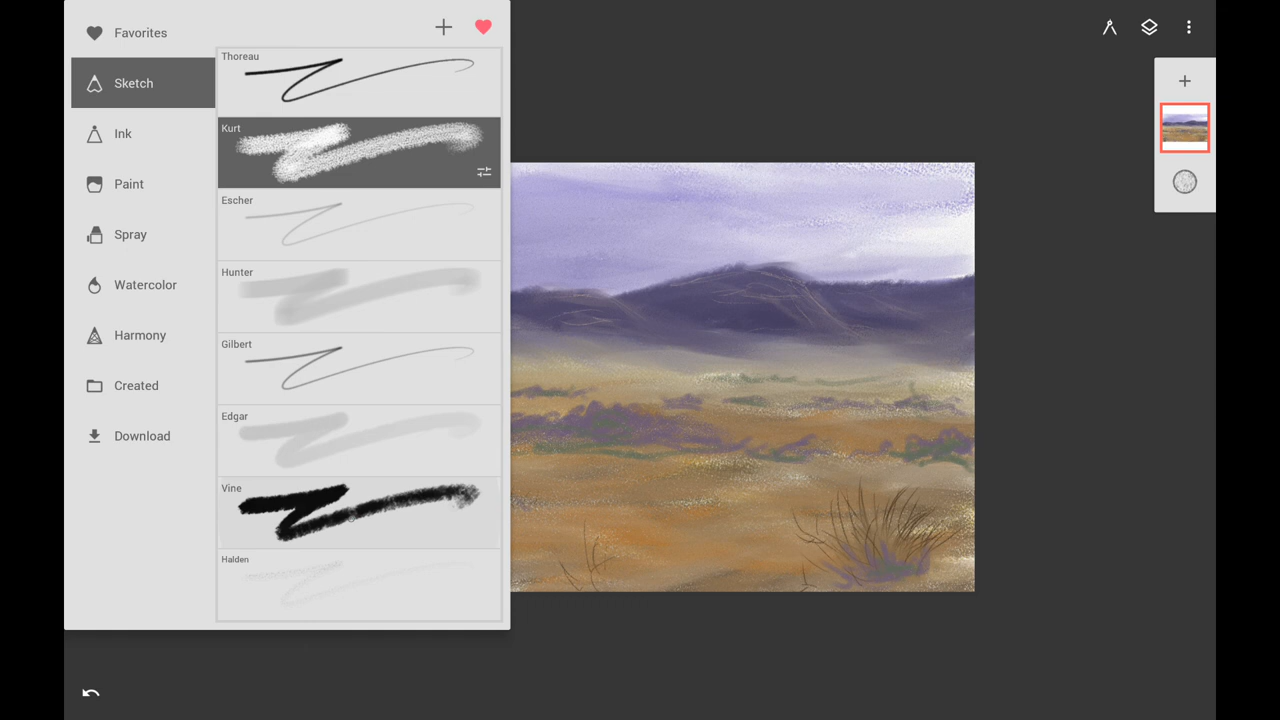 Favorites
Sketch
Ink
Paint
Spray
Watercolor
Harmony
Created
Download
Thoreau
Kurt
Escher
Hunter
Gilbert
Edgar
Vine
Halden